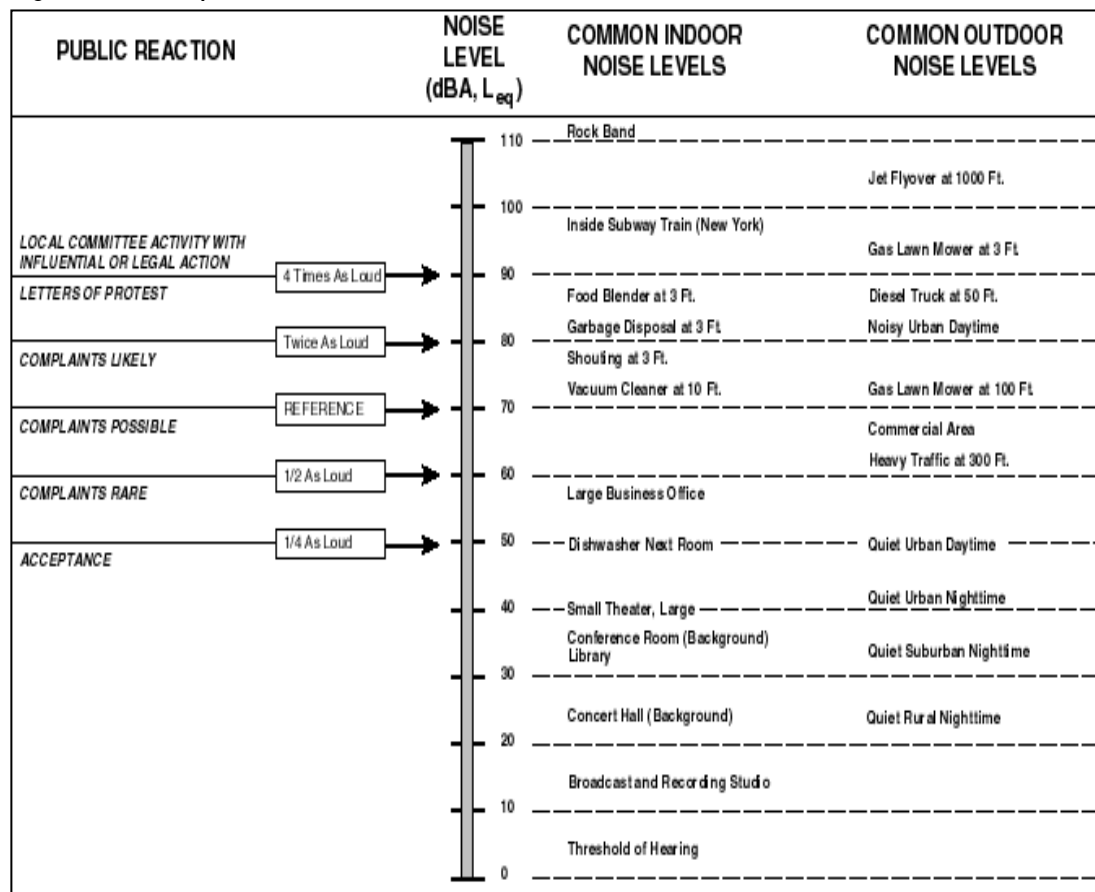 PUBLIC REACTION
NOISE
LEVEL
(dBA, Leq)
COMMON INDOOR
NOISE LEVELS
COMMON OUTDOOR
NOISE LEVELS
110
Rock Band
Jet Flyover at 1000 Ft.
100
Inside Subway Train (New York)
LOCAL COMMITTEE ACTIVITY WITH
INFLUENTIAL OR LEGAL ACTION
Gas Lawn Mower at 3 Ft.
4 Times As Loud
90
LETTERS OF PROTEST
Food Blender at 3 Ft.
Diesel Truck at 50 Ft.
Garbage Disposal at 3 Ft.
Noisy Urban Daytime
Twice As Loud
80
COMPLAINTS LIKELY
Shouting at 3 Ft.
Vacuum Cleaner at 10 Ft.
Gas Lawn Mower at 100 Ft.
REFERENCE
70
COMPLAINTS POSSIBLE
Commercial Area
Heavy Traffic at 300 Ft.
1/2 As Loud
60
COMPLAINTS RARE
Large Business Office
1/4 As Loud
50
Dishwasher Next Room
Quiet Urban Daytime
ACCEPTANCE
Quiet Urban Nighttime
40
Small Theater, Large
Conference Room (Background)
Library
Quiet Suburban Nighttime
30
Concert Hall (Background)
Quiet Rural Nighttime
20
Broadcast and Recording Studio
10
Threshold of Hearing
0